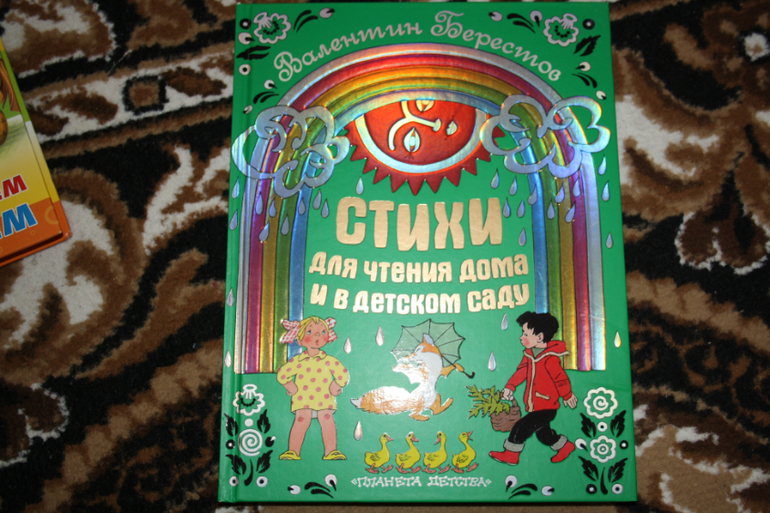 Валентин Берестов
СТИХИ
ДЛЯ ЧТЕНИЯ ДОМА
И В ДЕТСКОМ САДУ
«ПЛАНЕТА ДЕТСТВА»